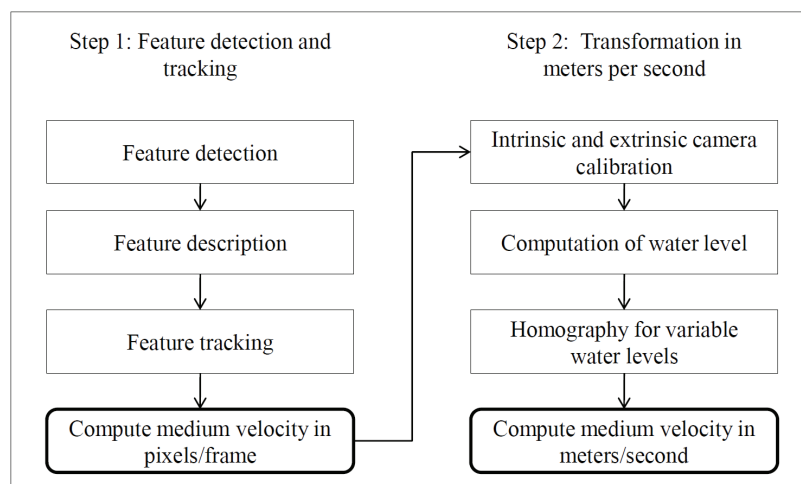 Step 1: Feature detection and
tracking
Feature detection
Feature description
Feature tracking
Compute medium velocity in
pixels/frame
Step 2:  Transformation in
meters per second
Intrinsic and extrinsic camera
calibration
Computation of water level
Homography for variable
water levels
Compute medium velocity in
meters/second